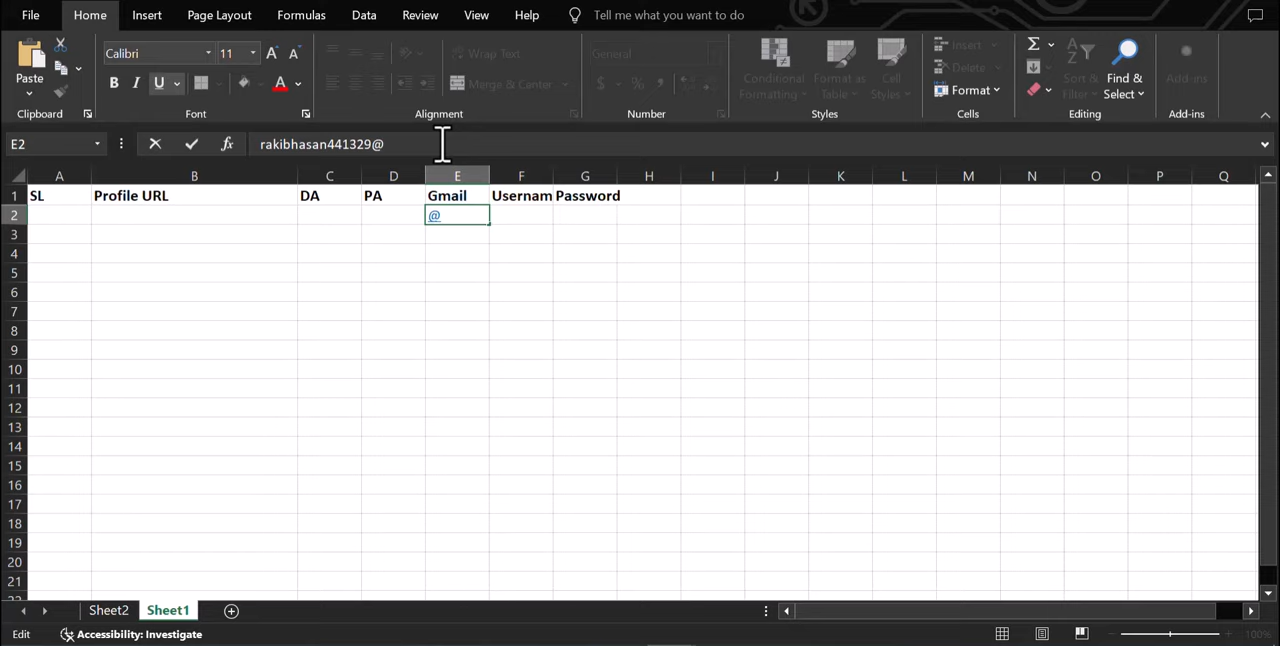 File Home Insert Page Layout Formulas Data Review View Help Tell me what you want to do
Paste
Calibri 11 A A
B I U A
Wrap Text
Merge & Center
General
$ % ,
Conditional Formatting
Format as Table
Cell Styles
Insert
Delete
Format
Sort & Filter
Find & Select
Add-ins
Clipboard Font Alignment Number Styles Cells Editing Add-ins
E2 fx rakibhasan441329@
A B C D E F G H I J K L M N O P Q
1 SL Profile URL DA PA Gmail Usernam Password
2 @
3
4
5
6
7
8
9
10
11
12
13
14
15
16
17
18
19
20
21
Sheet2 Sheet1
Edit Accessibility: Investigate 100%